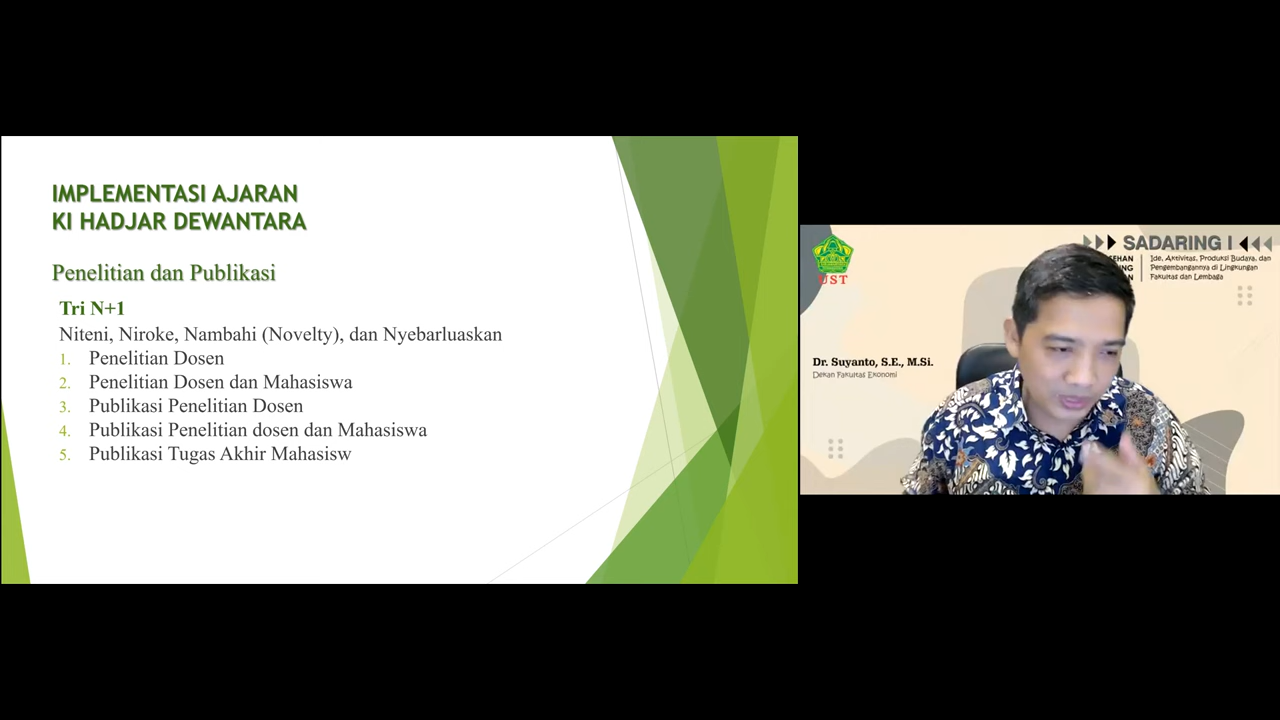 IMPLEMENTASI AJARAN
KI HADJAR DEWANTARA
Penelitian dan Publikasi
Tri N+1
Niteni, Niroke, Nambahi (Novelty), dan Nyebarluaskan
1. Penelitian Dosen
2. Penelitian Dosen dan Mahasiswa
3. Publikasi Penelitian Dosen
4. Publikasi Penelitian dosen dan Mahasiswa
5. Publikasi Tugas Akhir Mahasisw
UST
SADARING I
Ide, Aktivitas, Produksi Budaya, dan
Pengembangannya di Lingkungan
Fakultas dan Lembaga
Dr. Suyanto, S.E., M.Si.
Dekan Fakultas Ekonomi